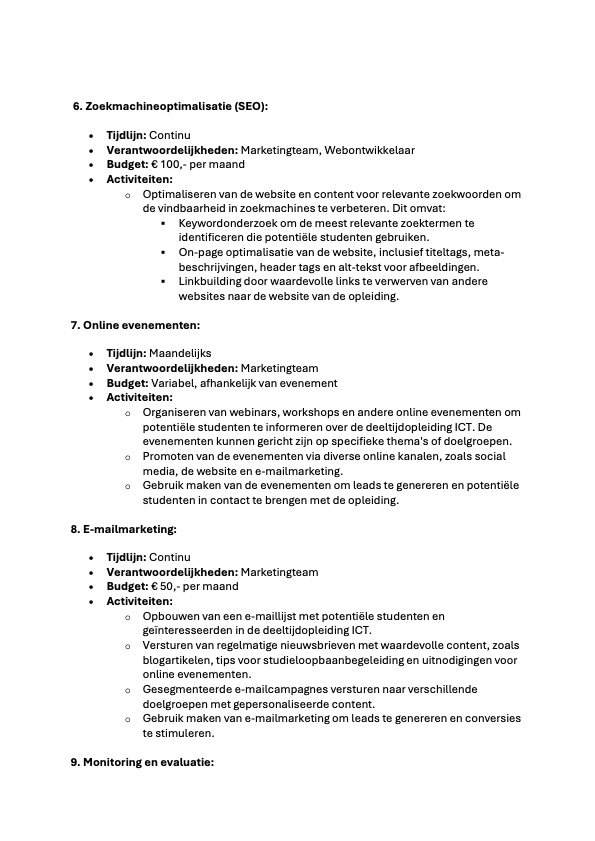 6. Zoekmachineoptimalisatie (SEO):
• Tijdlijn: Continu
• Verantwoordelijkheden: Marketingteam, Webontwikkelaar
• Budget: € 100,- per maand
• Activiteiten:
o Optimaliseren van de website en content voor relevante zoekwoorden om
de vindbaarheid in zoekmachines te verbeteren. Dit omvat:
▪ Keywordonderzoek om de meest relevante zoektermen te
identificeren die potentiële studenten gebruiken.
▪ On-page optimalisatie van de website, inclusief titeltags, meta-
beschrijvingen, header tags en alt-tekst voor afbeeldingen.
▪ Linkbuilding door waardevolle links te verwerven van andere
websites naar de website van de opleiding.
7. Online evenementen:
• Tijdlijn: Maandelijks
• Verantwoordelijkheden: Marketingteam
• Budget: Variabel, afhankelijk van evenement
• Activiteiten:
o Organiseren van webinars, workshops en andere online evenementen om
potentiële studenten te informeren over de deeltijdopleiding ICT. De
evenementen kunnen gericht zijn op specifieke thema's of doelgroepen.
o Promoten van de evenementen via diverse online kanalen, zoals social
media, de website en e-mailmarketing.
o Gebruik maken van de evenementen om leads te genereren en potentiële
studenten in contact te brengen met de opleiding.
8. E-mailmarketing:
• Tijdlijn: Continu
• Verantwoordelijkheden: Marketingteam
• Budget: € 50,- per maand
• Activiteiten:
o Opbouwen van een e-maillijst met potentiële studenten en
geïnteresseerden in de deeltijdopleiding ICT.
o Versturen van regelmatige nieuwsbrieven met waardevolle content, zoals
blogartikelen, tips voor studieloopbaanbegeleiding en uitnodigingen voor
online evenementen.
o Gesegmenteerde e-mailcampagnes versturen naar verschillende
doelgroepen met gepersonaliseerde content.
o Gebruik maken van e-mailmarketing om leads te genereren en conversies
te stimuleren.
9. Monitoring en evaluatie: